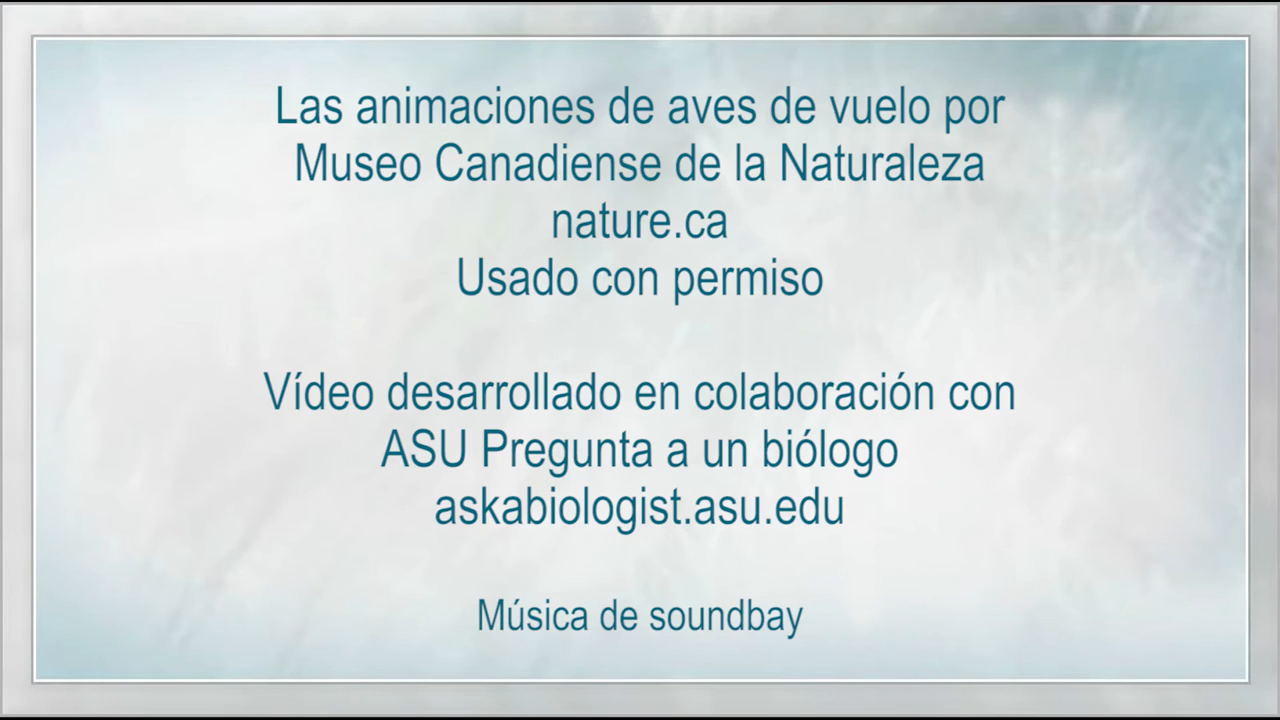 Las animaciones de aves de vuelo por
Museo Canadiense de la Naturaleza
nature.ca
Usado con permiso
Vídeo desarrollado en colaboración con
ASU Pregunta a un biólogo
askabiologist.asu.edu
Música de soundbay